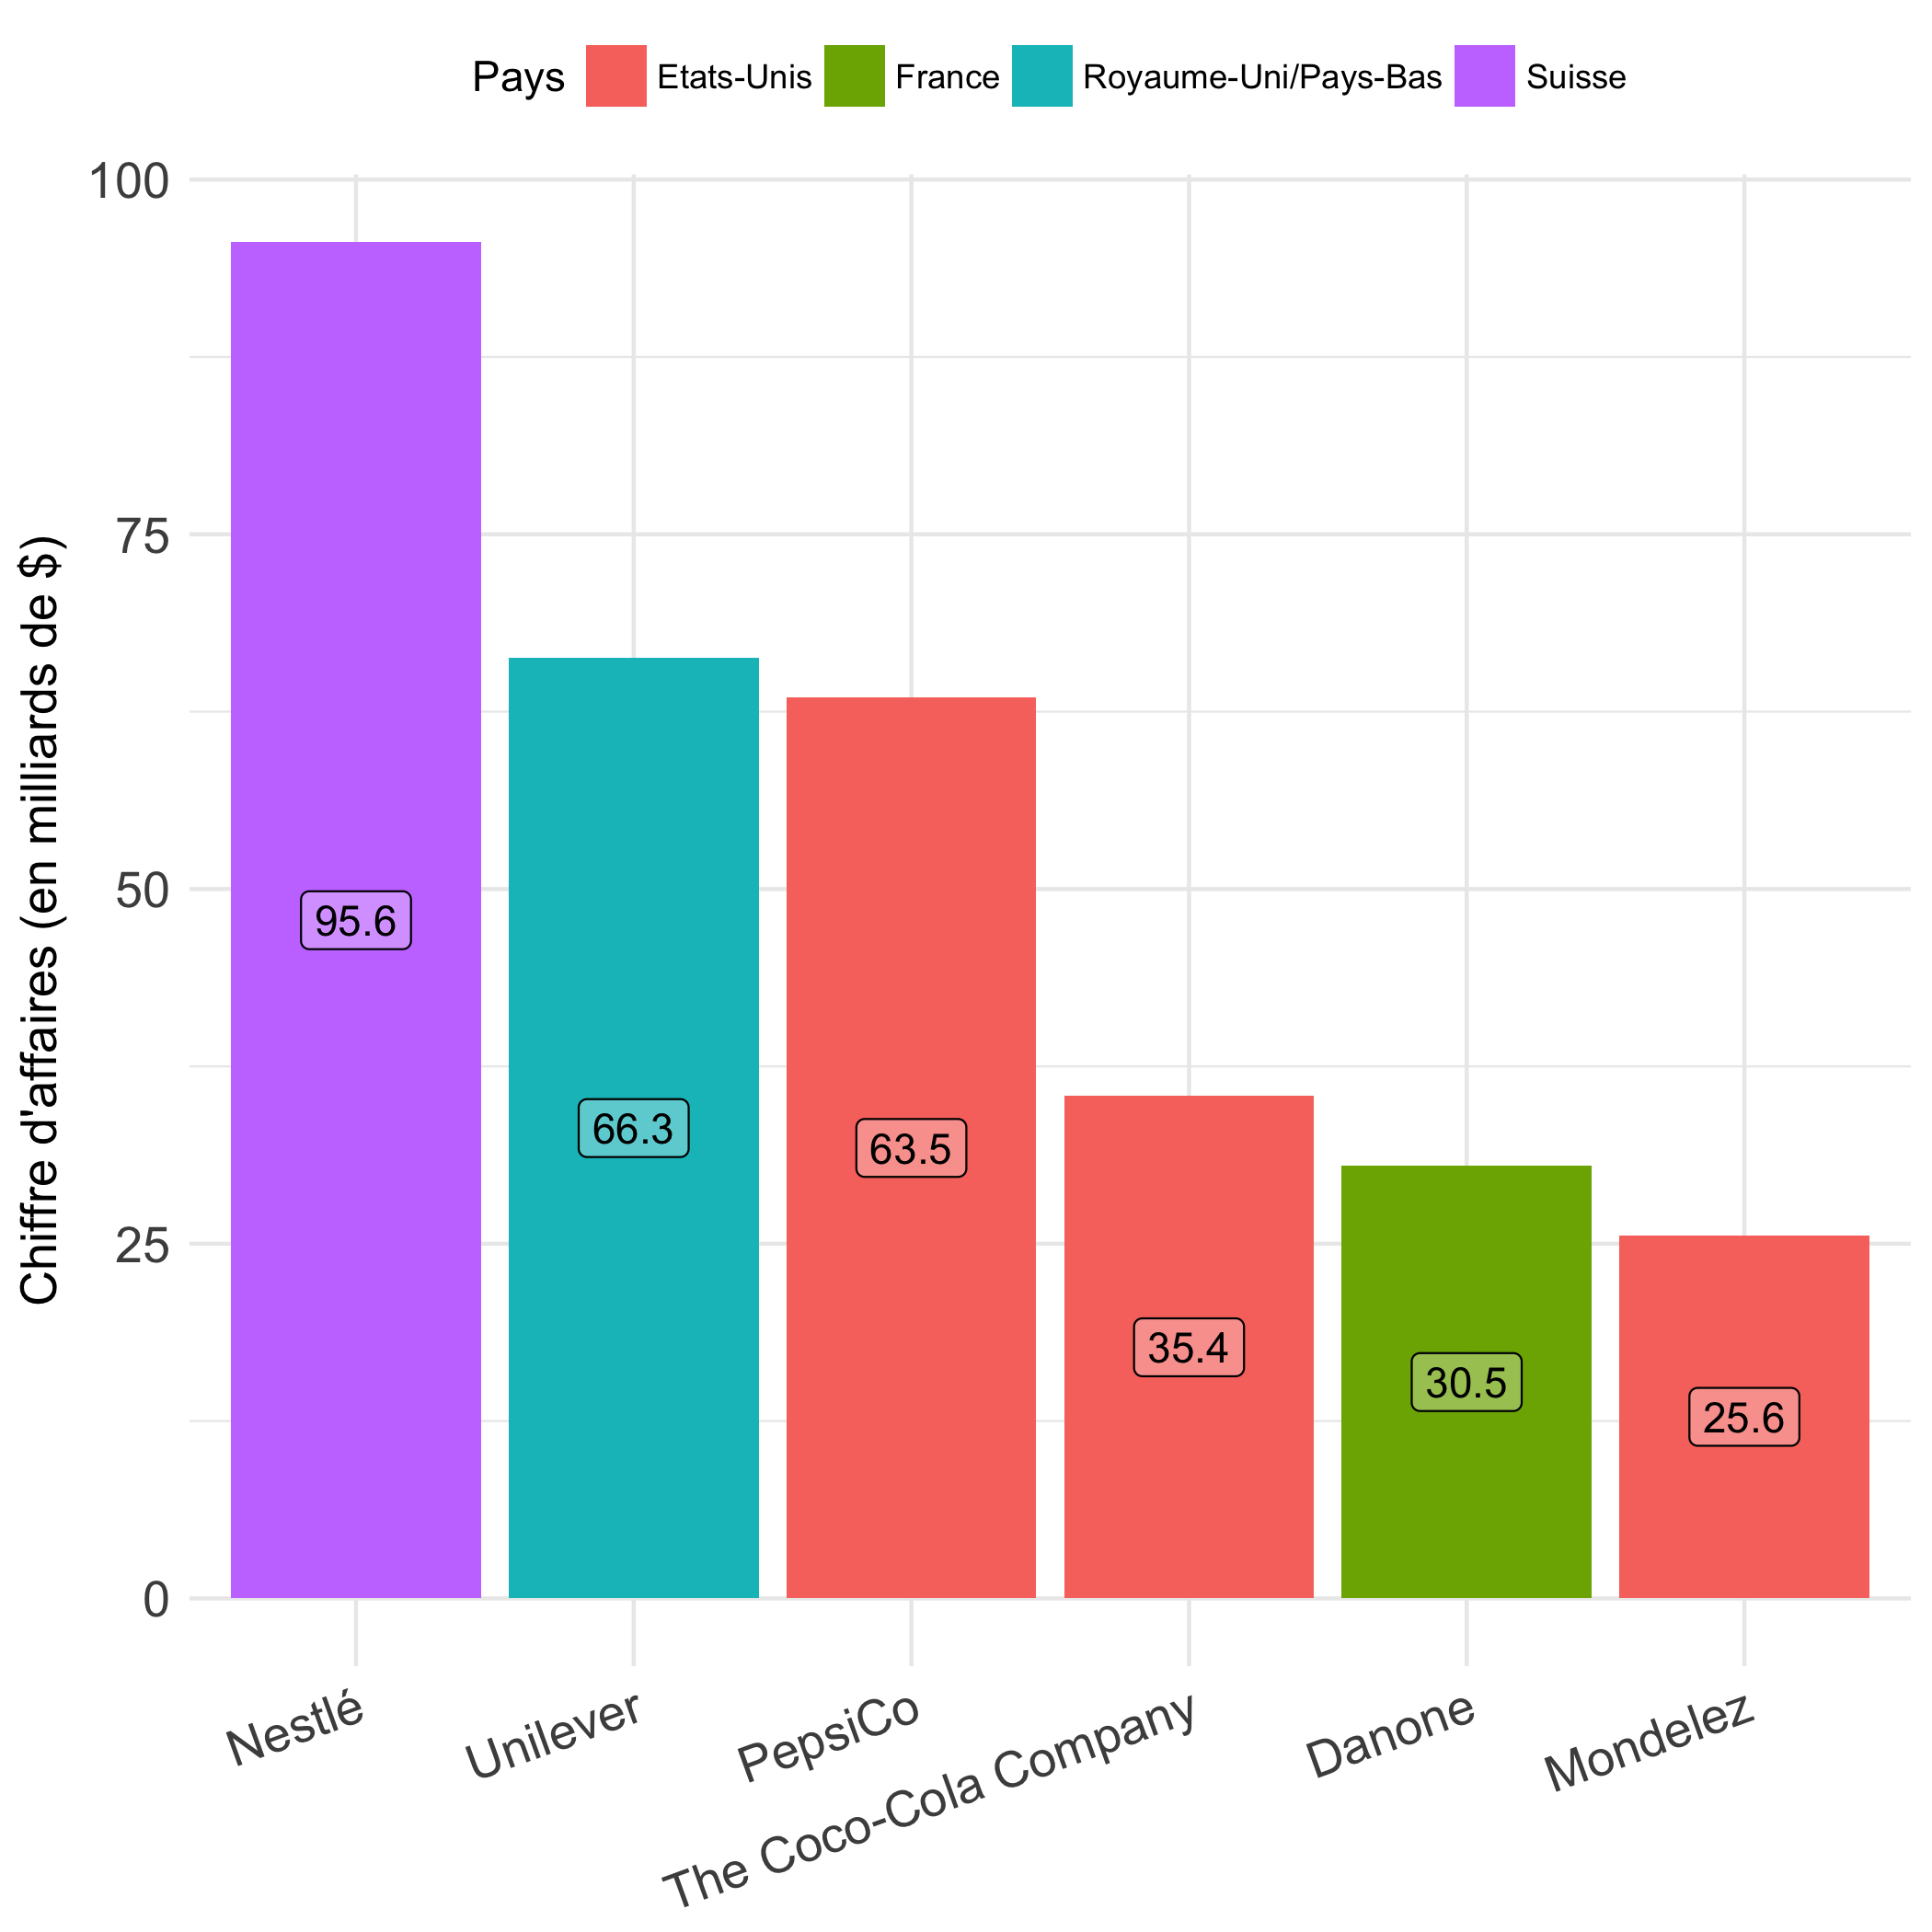 Pays Etats-Unis France Royaume-Uni/Pays-Bas Suisse
Chiffre d'affaires (en milliards de $)
100
75
50
25
0
95.6
66.3
63.5
35.4
30.5
25.6
Nestlé
Unilever
PepsiCo
The Coco-Cola Company
Danone
Mondelez